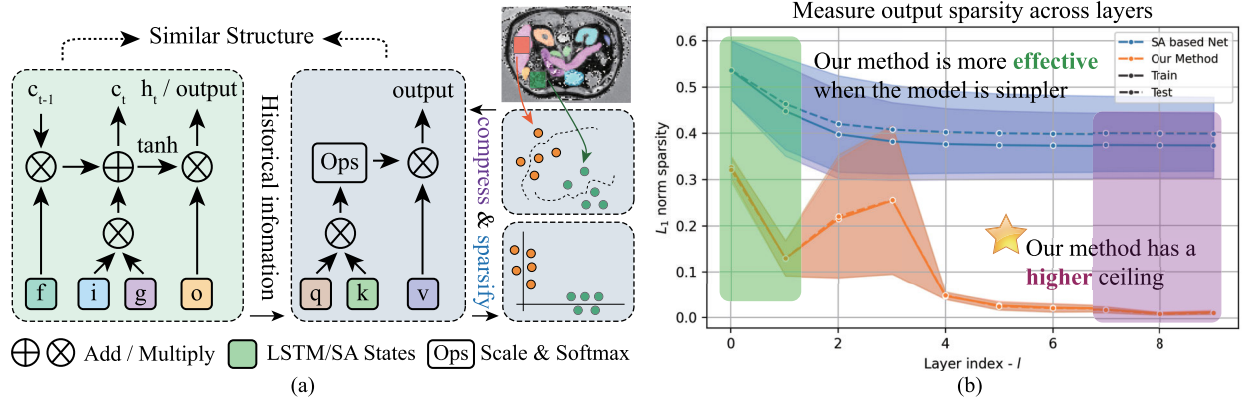 Similar Structure
c_{t-1}
c_t
h_t / output
tanh
f
i
g
o
Historical infomation
output
Ops
q
k
v
compress & sparsify
Add / Multiply
LSTM/SA States
Ops
Scale & Softmax
(a)
Measure output sparsity across layers
Our method is more effective
when the model is simpler
SA based Net
Our Method
Train
Test
Our method has a
higher ceiling
L_1 norm sparsity
0.6
0.5
0.4
0.3
0.2
0.1
0.0
0
2
4
6
8
Layer index - l
(b)